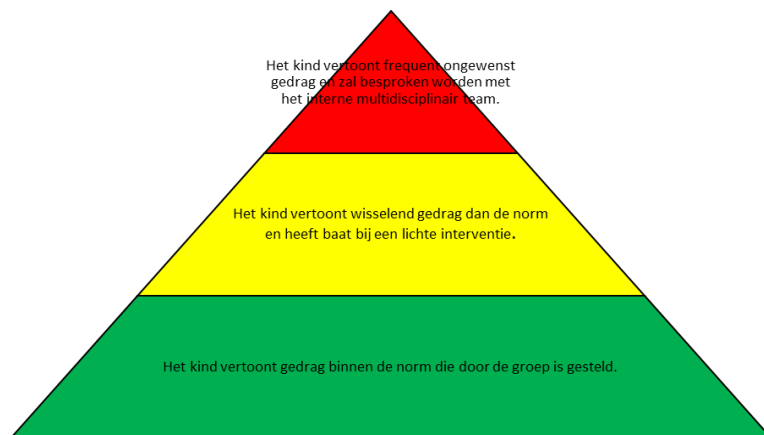 Het kind vertoont frequent ongewenst
gedrag en zal besproken worden met
het interne multidisciplinair team.
Het kind vertoont wisselend gedrag dan de norm
en heeft baat bij een lichte interventie.
Het kind vertoont gedrag binnen de norm die door de groep is gesteld.